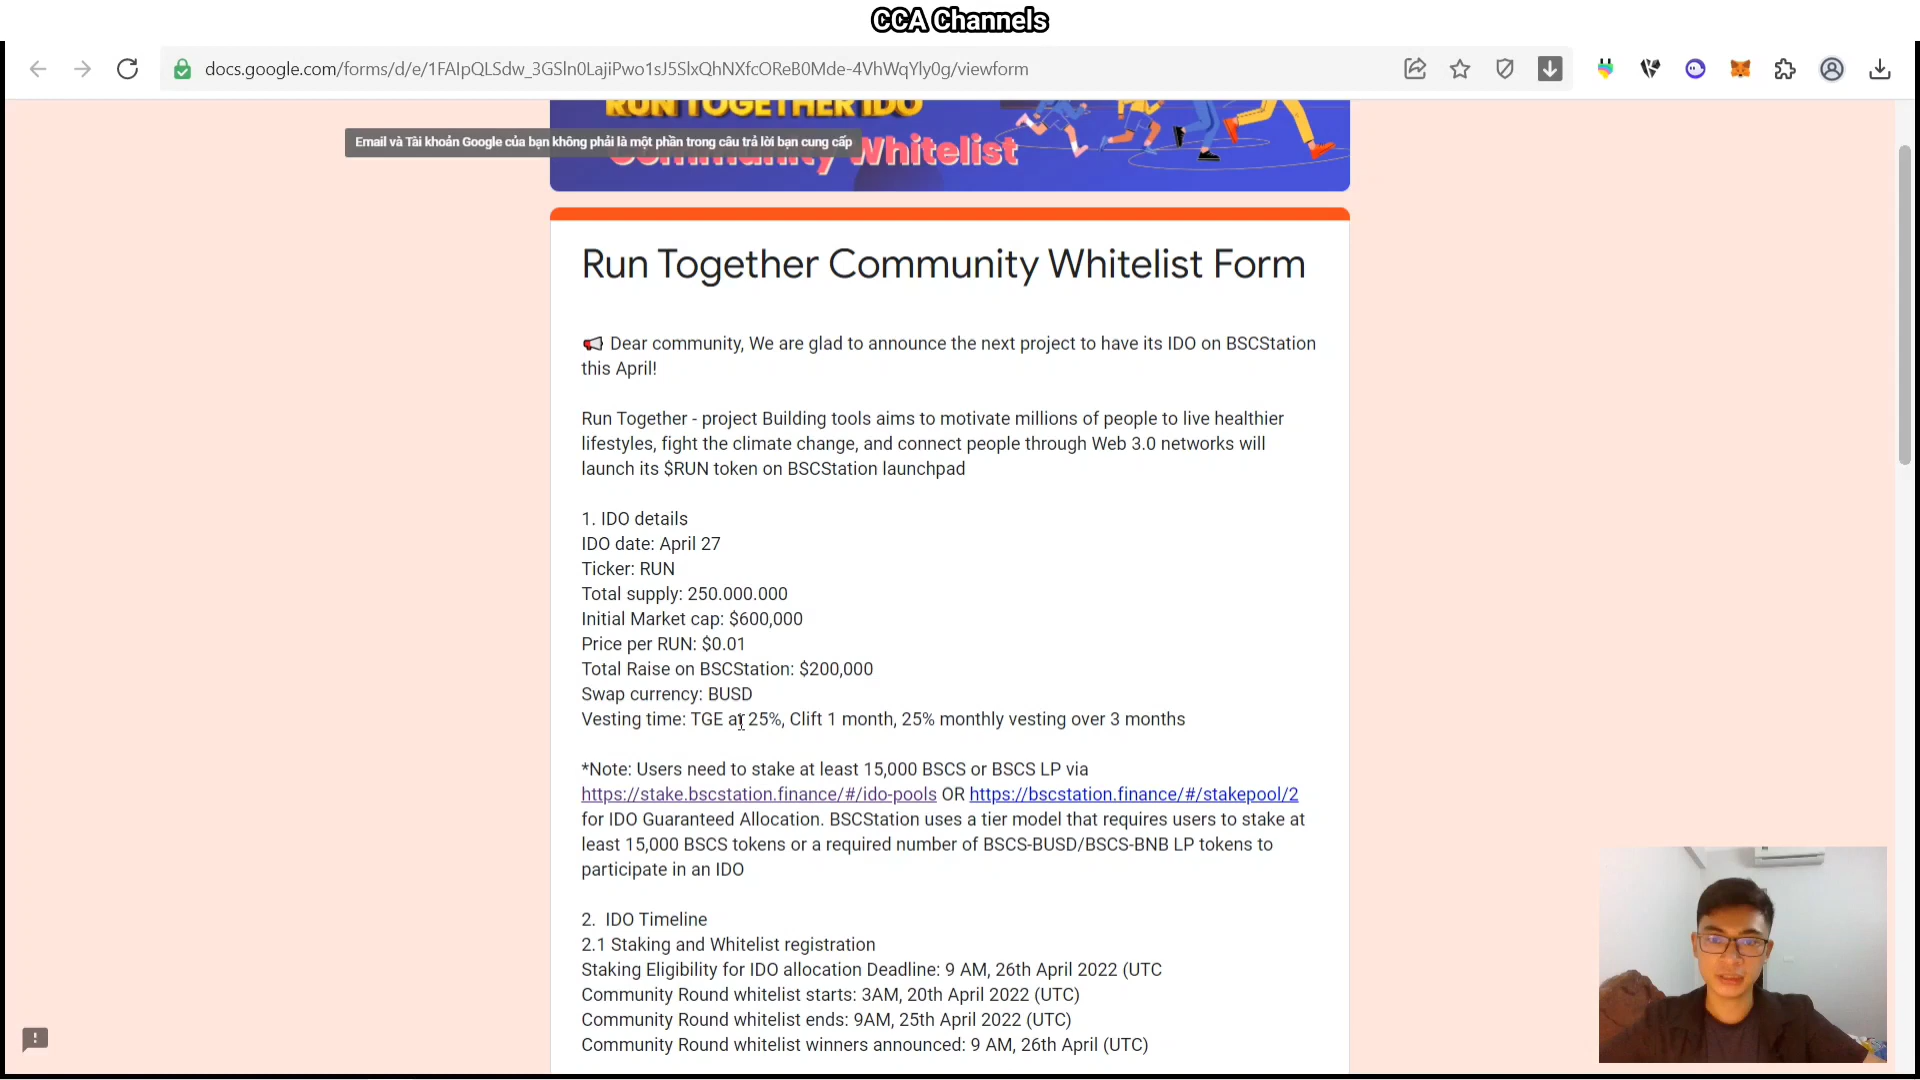 CCA Channels
docs.google.com/forms/d/e/1FAIpQLSdw_3GSln0LajiPwo1sJ5SlxQhNXfcOReB0Mde-4VhWqYly0g/viewform
RUN TOGETHER IDO
Email và Tài khoản Google của bạn không phải là một phần trong câu trả lời bạn cung cấp
Community Whitelist
Run Together Community Whitelist Form
📢 Dear community, We are glad to announce the next project to have its IDO on BSCStation
this April!
Run Together - project Building tools aims to motivate millions of people to live healthier
lifestyles, fight the climate change, and connect people through Web 3.0 networks will
launch its $RUN token on BSCStation launchpad
1. IDO details
IDO date: April 27
Ticker: RUN
Total supply: 250.000.000
Initial Market cap: $600,000
Price per RUN: $0.01
Total Raise on BSCStation: $200,000
Swap currency: BUSD
Vesting time: TGE at 25%, Clift 1 month, 25% monthly vesting over 3 months
*Note: Users need to stake at least 15,000 BSCS or BSCS LP via
https://stake.bscstation.finance/#/ido-pools OR https://bscstation.finance/#/stakepool/2
for IDO Guaranteed Allocation. BSCStation uses a tier model that requires users to stake at
least 15,000 BSCS tokens or a required number of BSCS-BUSD/BSCS-BNB LP tokens to
participate in an IDO
2.  IDO Timeline
2.1 Staking and Whitelist registration
Staking Eligibility for IDO allocation Deadline: 9 AM, 26th April 2022 (UTC
Community Round whitelist starts: 3AM, 20th April 2022 (UTC)
Community Round whitelist ends: 9AM, 25th April 2022 (UTC)
Community Round whitelist winners announced: 9 AM, 26th April (UTC)